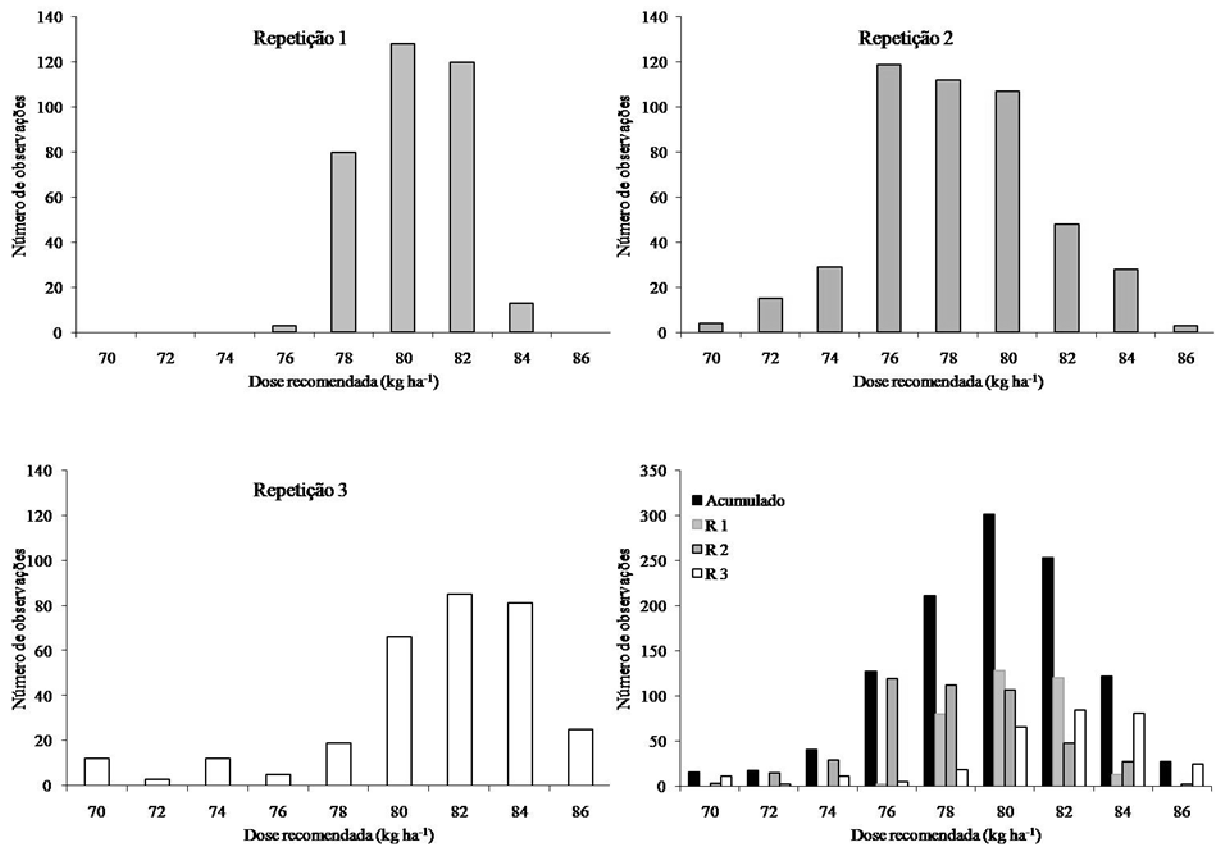 Repetição 1
Número de observações
140
120
100
80
60
40
20
0
70 72 74 76 78 80 82 84 86
Dose recomendada (kg ha⁻¹)
Repetição 2
Número de observações
140
120
100
80
60
40
20
0
70 72 74 76 78 80 82 84 86
Dose recomendada (kg ha⁻¹)
Repetição 3
Número de observações
140
120
100
80
60
40
20
0
70 72 74 76 78 80 82 84 86
Dose recomendada (kg ha⁻¹)
Número de observações
350
300
250
200
150
100
50
0
Acumulado
R 1
R 2
R 3
70 72 74 76 78 80 82 84 86
Dose recomendada (kg ha⁻¹)